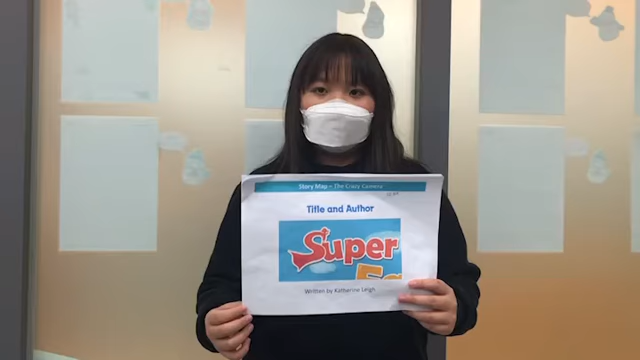 Story Map – The Crazy Camera
Title and Author
Super
Written by Katherine Leigh